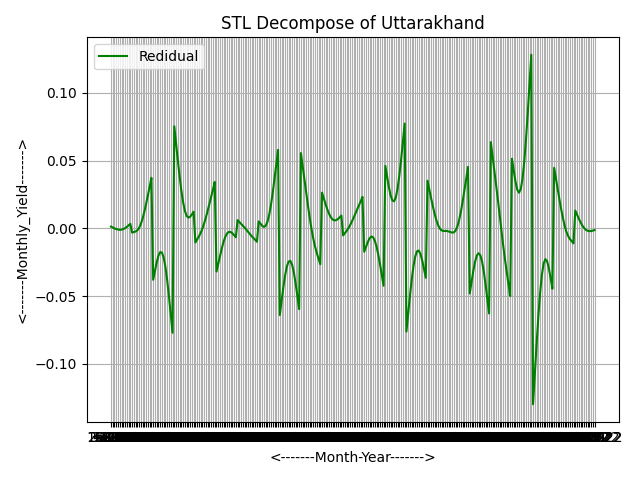 STL Decompose of Uttarakhand
Redidual
<------Monthly_Yield------->
0.10
0.05
0.00
−0.05
−0.10
<-------Month-Year------->